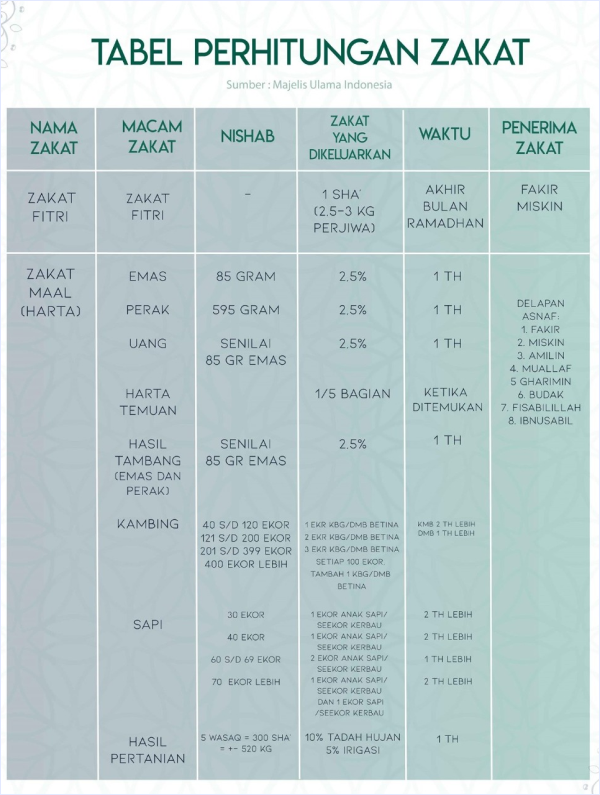 TABEL PERHITUNGAN ZAKAT
Sumber : Majelis Ulama Indonesia
NAMA
ZAKAT
MACAM
ZAKAT
NISHAB
ZAKAT
YANG
DIKELUARKAN
WAKTU
PENERIMA
ZAKAT
ZAKAT
FITRI
ZAKAT
FITRI
-
1 SHA'
(2.5-3 KG
PERJIWA)
AKHIR
BULAN
RAMADHAN
FAKIR
MISKIN
ZAKAT
MAAL
(HARTA)
EMAS
85 GRAM
2,5%
1 TH
PERAK
595 GRAM
2,5%
1 TH
UANG
SENILAI
85 GR EMAS
2,5%
1 TH
HARTA
TEMUAN
1/5 BAGIAN
KETIKA
DITEMUKAN
HASIL
TAMBANG
(EMAS DAN
PERAK)
SENILAI
85 GR EMAS
2,5%
1 TH
KAMBING
40 S/D 120 EKOR
121 S/D 200 EKOR
201 S/D 399 EKOR
400 EKOR LEBIH
1 EKR KBG/DMB BETINA
2 EKR KBG/DMB BETINA
3 EKR KBG/DMB BETINA
SETIAP 100 EKOR.
TAMBAH 1 KBG/DMB
BETINA
KMB 2 TH LEBIH
DMB 1 TH LEBIH
SAPI
30 EKOR
1 EKOR ANAK SAPI/
SEEKOR KERBAU
2 TH LEBIH
40 EKOR
1 EKOR ANAK SAPI/
SEEKOR KERBAU
2 TH LEBIH
60 S/D 69 EKOR
2 EKOR ANAK SAPI/
SEEKOR KERBAU
1 TH LEBIH
70 EKOR LEBIH
1 EKOR ANAK SAPI/
SEEKOR KERBAU
DAN 1 EKOR SAPI
/SEEKOR KERBAU
2 TH LEBIH
HASIL
PERTANIAN
5 WASAQ = 300 SHA'
= +- 520 KG
10% TADAH HUJAN
5% IRIGASI
1 TH
DELAPAN
ASNAF:
1. FAKIR
2. MISKIN
3. AMILIN
4. MUALLAF
5 GHARIMIN
6. BUDAK
7. FISABILILLAH
8. IBNUSABIL